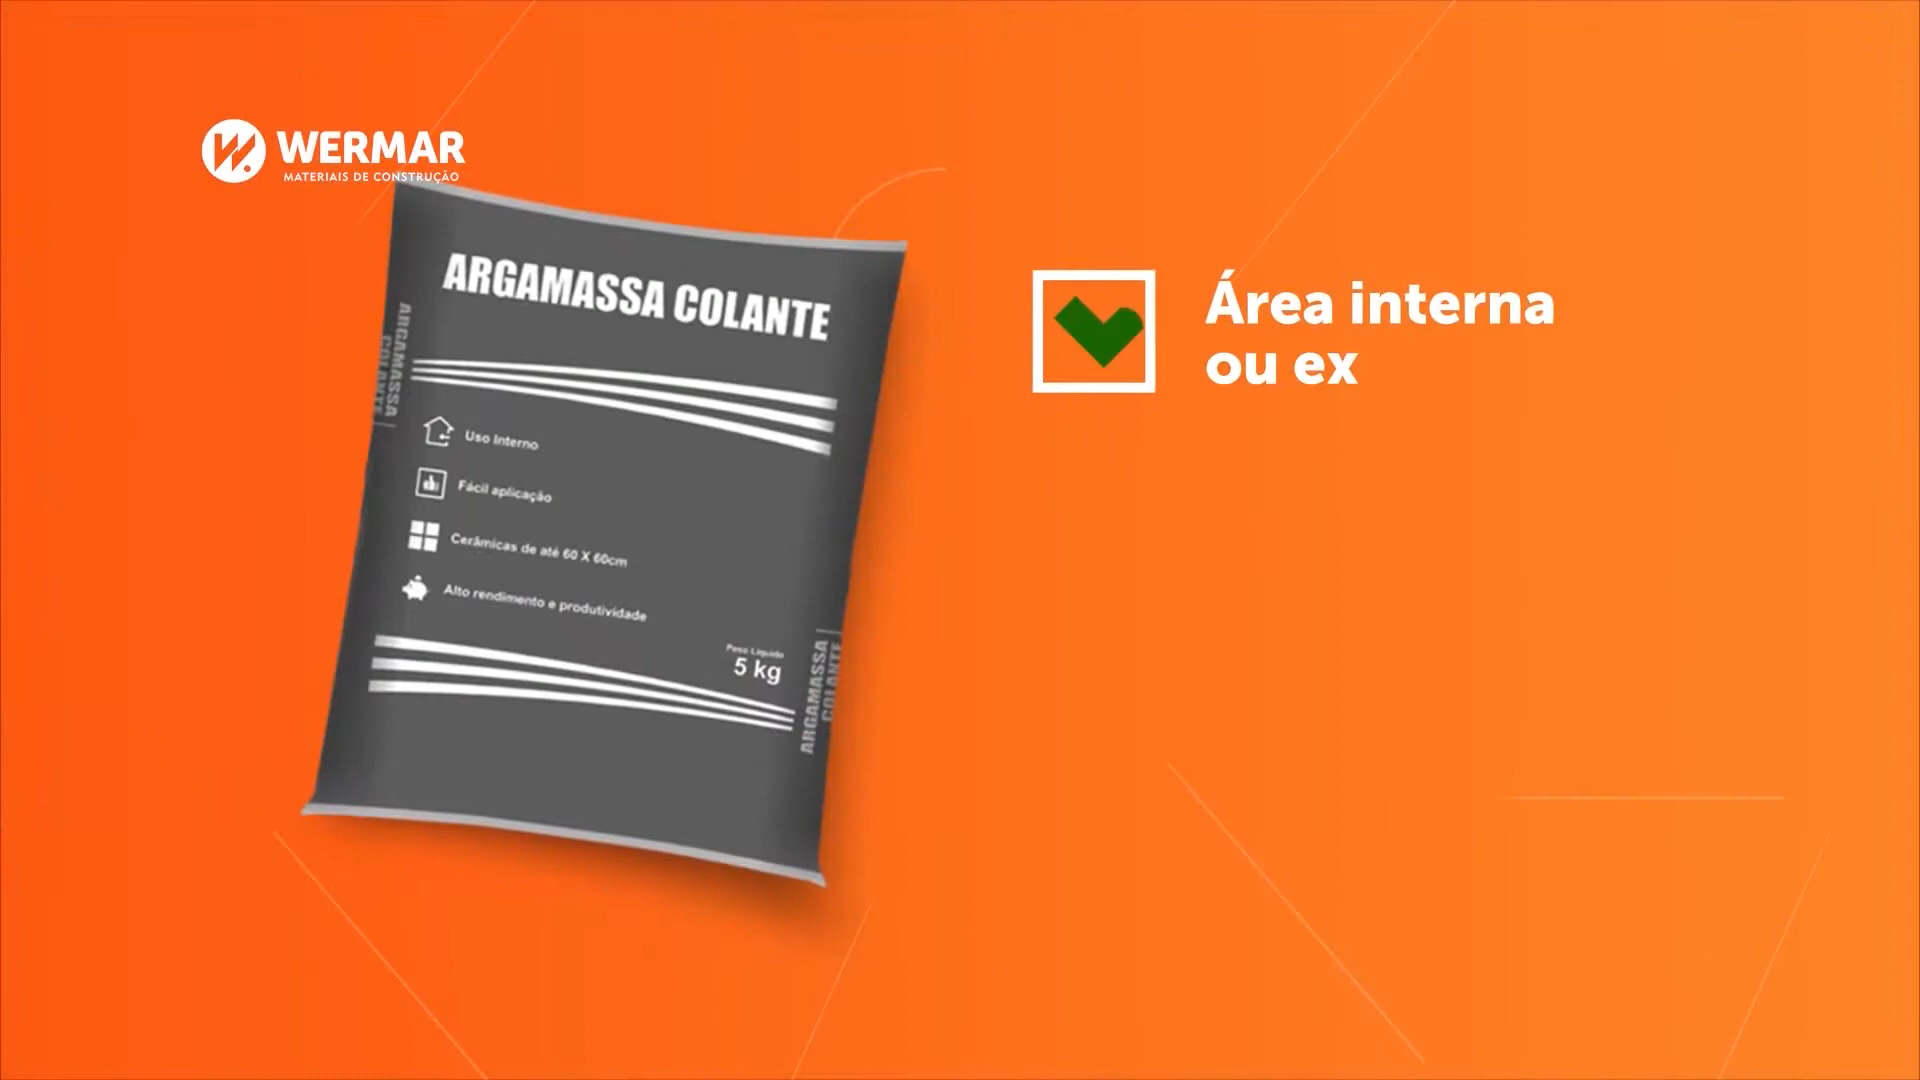 WERMAR
MATERIAIS DE CONSTRUÇÃO
ARGAMASSA COLANTE
ARGAMASSA
COLANTE
Uso Interno
Fácil aplicação
Cerâmicas de até 60 X 60cm
Alto rendimento e produtividade
Peso Líquido
5 kg
ARGAMASSA
COLANTE
Área interna
ou ex